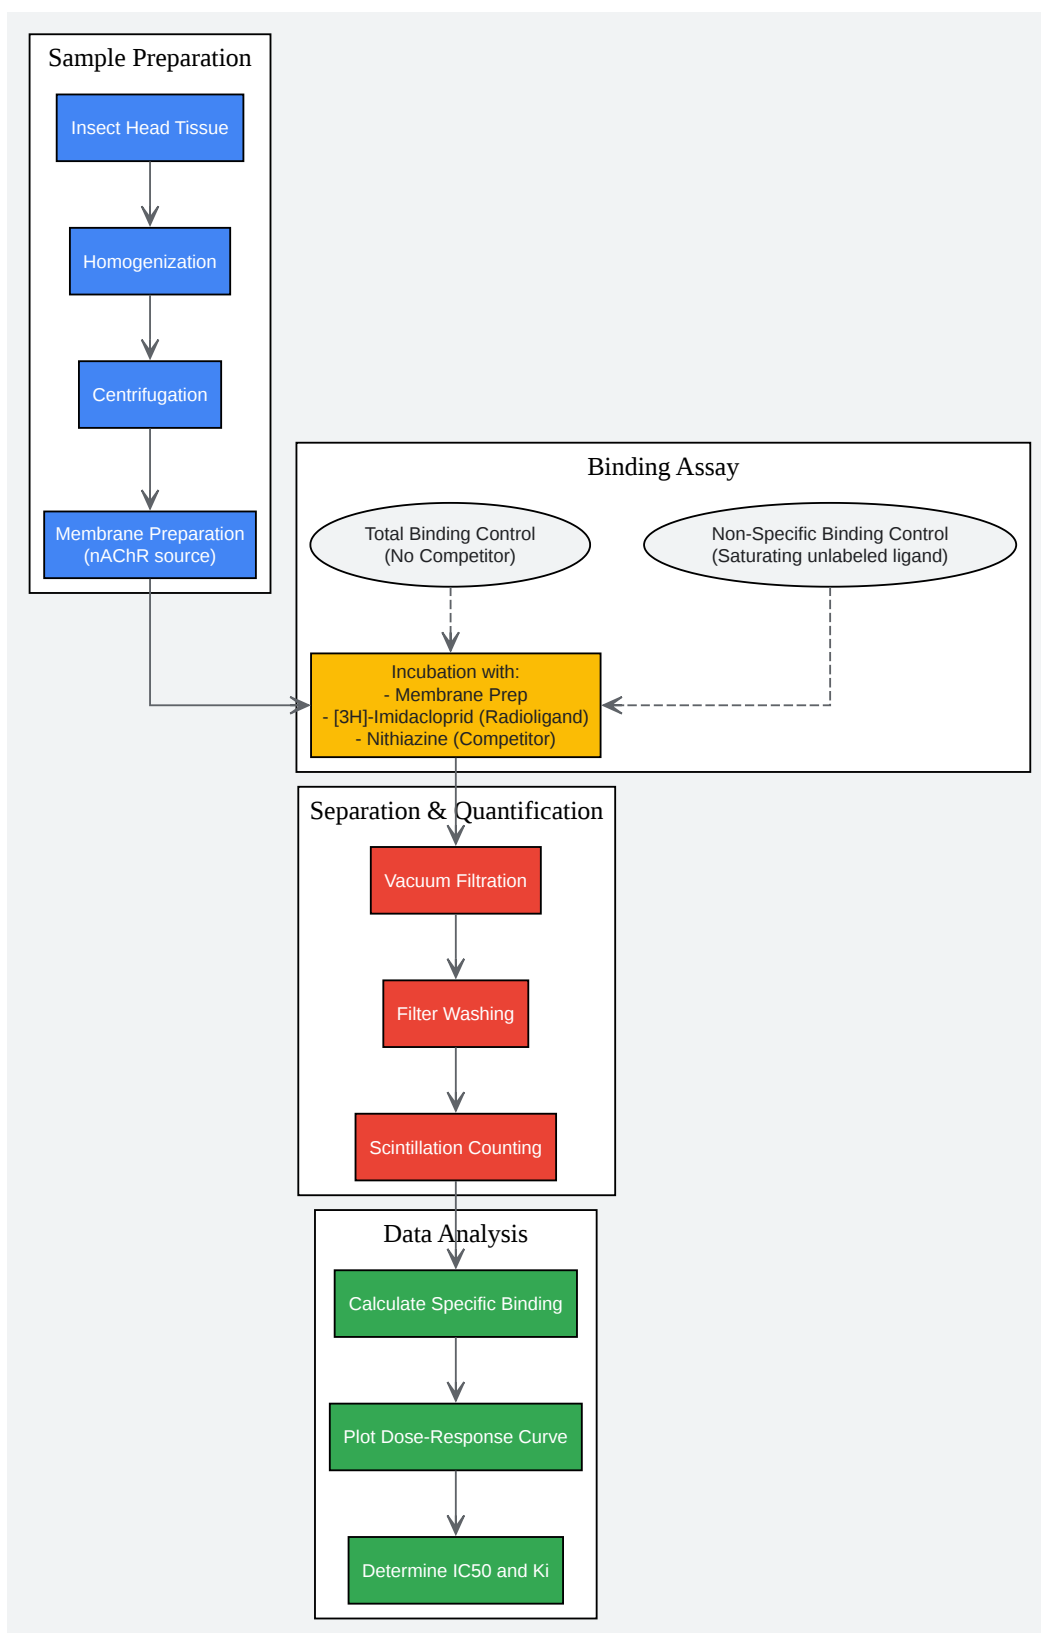 Sample Preparation
Insect Head Tissue
Homogenization
Centrifugation
Membrane Preparation
(nAChR source)
Binding Assay
Total Binding Control
(No Competitor)
Non-Specific Binding Control
(Saturating unlabeled ligand)
Incubation with:
- Membrane Prep
- [3H]-Imidacloprid (Radioligand)
- Nithiazine (Competitor)
Separation & Quantification
Vacuum Filtration
Filter Washing
Scintillation Counting
Data Analysis
Calculate Specific Binding
Plot Dose-Response Curve
Determine IC50 and Ki